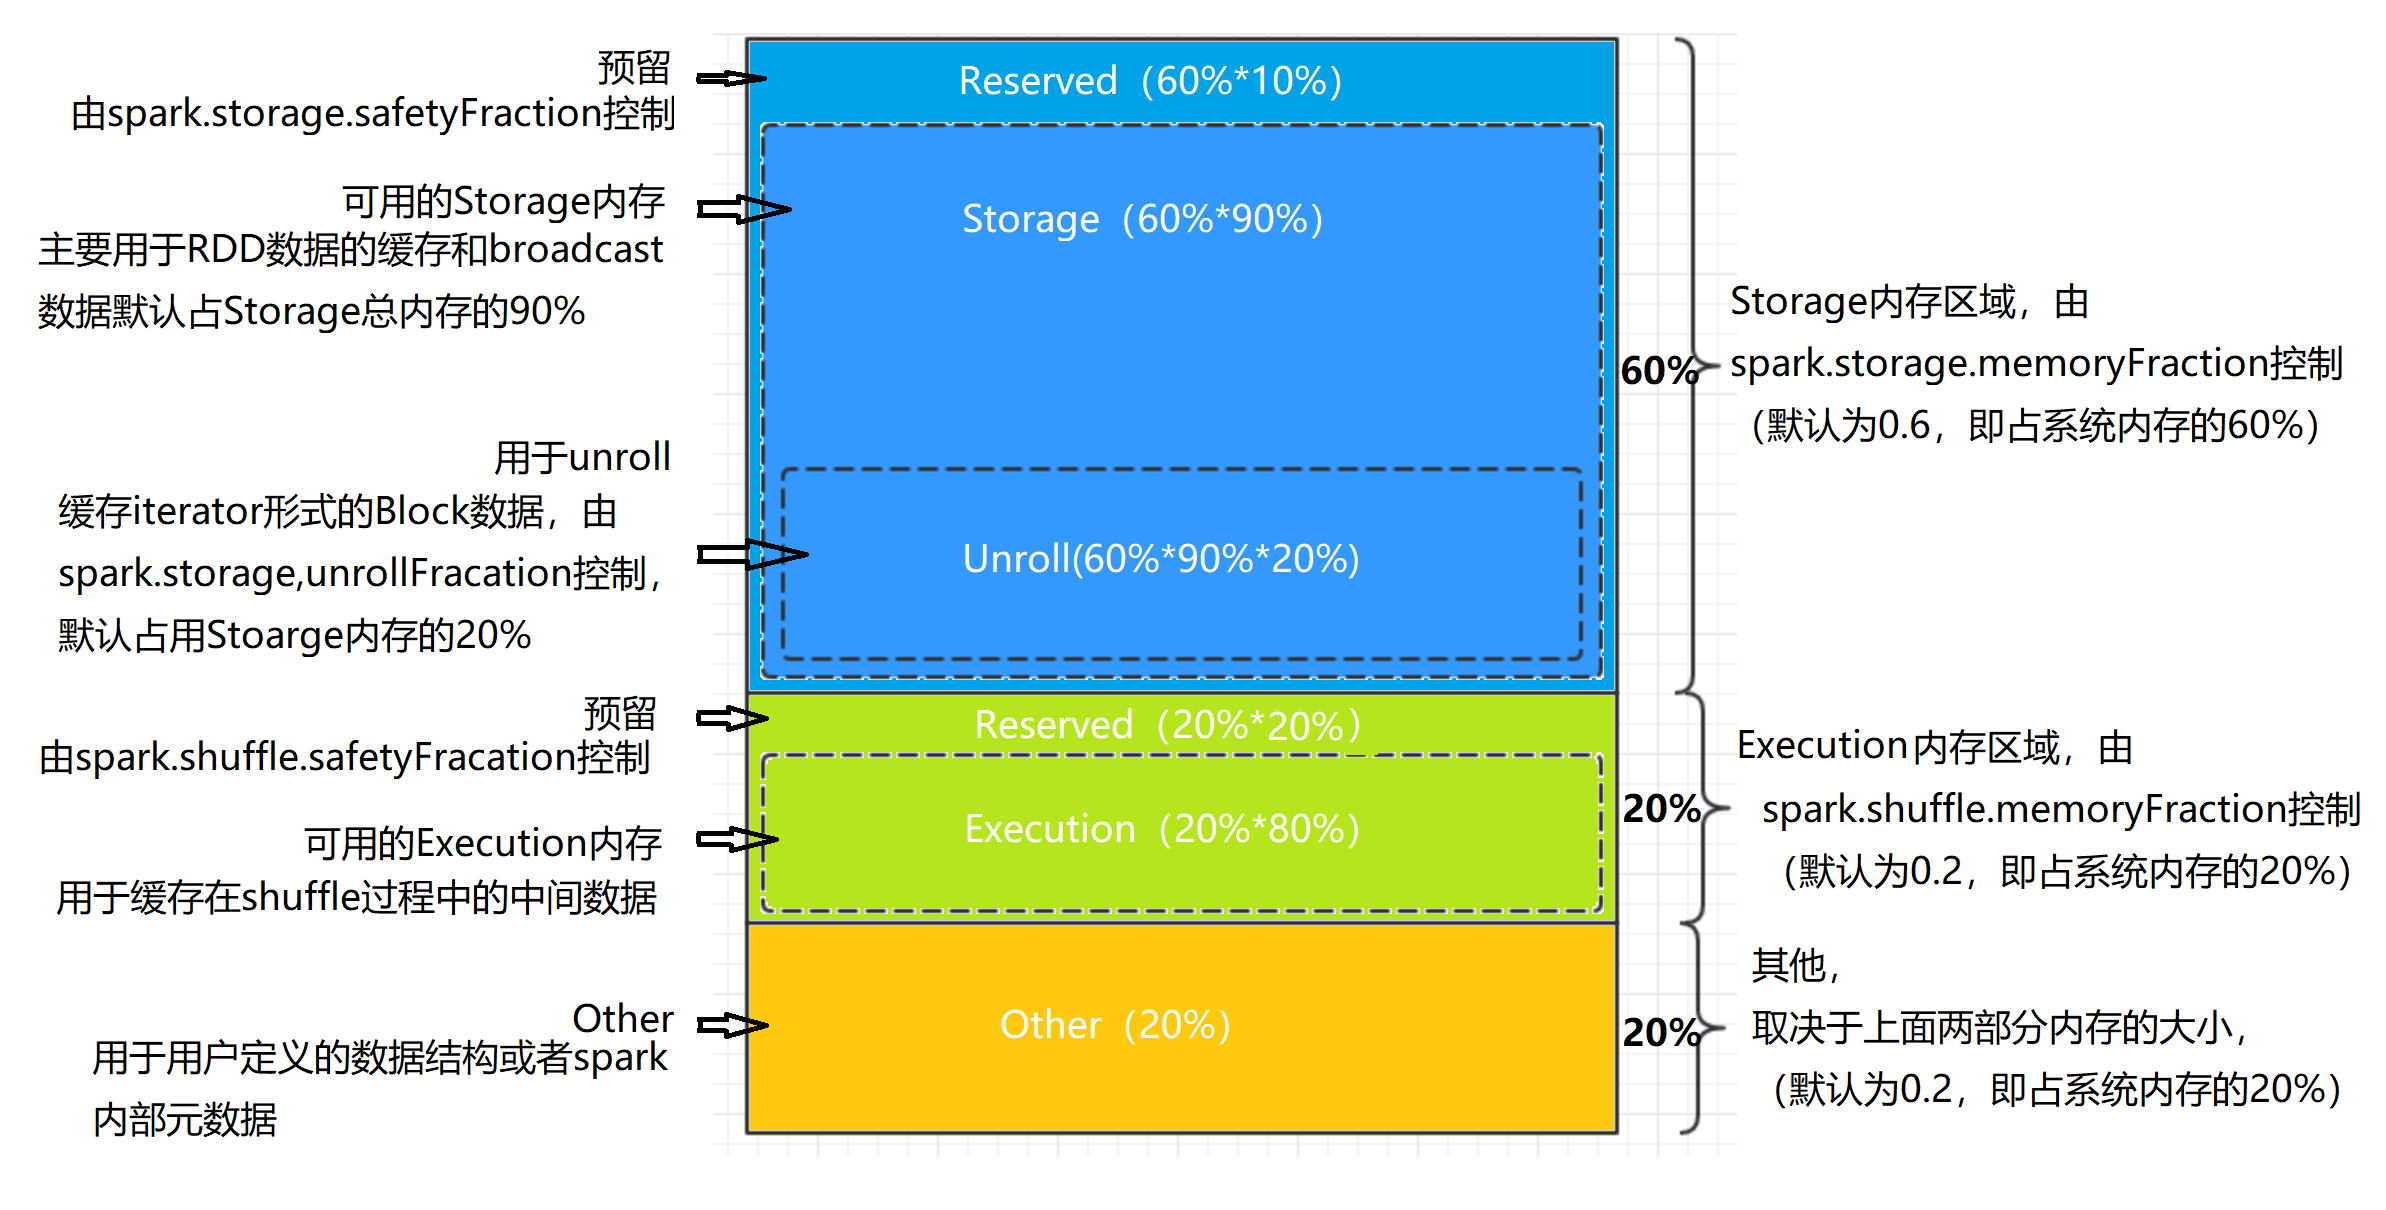 预留
由spark.storage.safetyFraction控制
可用的Storage内存
主要用于RDD数据的缓存和broadcast
数据默认占Storage总内存的90%
用于unroll
缓存iterator形式的Block数据，由
spark.storage,unrollFracation控制，
默认占用Stoarge内存的20%
预留
由spark.shuffle.safetyFracation控制
可用的Execution内存
用于缓存在shuffle过程中的中间数据
Other
用于用户定义的数据结构或者spark
内部元数据
Reserved（60%*10%）
Storage（60%*90%）
Unroll(60%*90%*20%)
Reserved（20%*20%）
Execution（20%*80%）
Other（20%）
60%
20%
20%
Storage内存区域，由
spark.storage.memoryFraction控制
（默认为0.6，即占系统内存的60%）
Execution内存区域，由
spark.shuffle.memoryFraction控制
（默认为0.2，即占系统内存的20%）
其他，
取决于上面两部分内存的大小，
（默认为0.2，即占系统内存的20%）